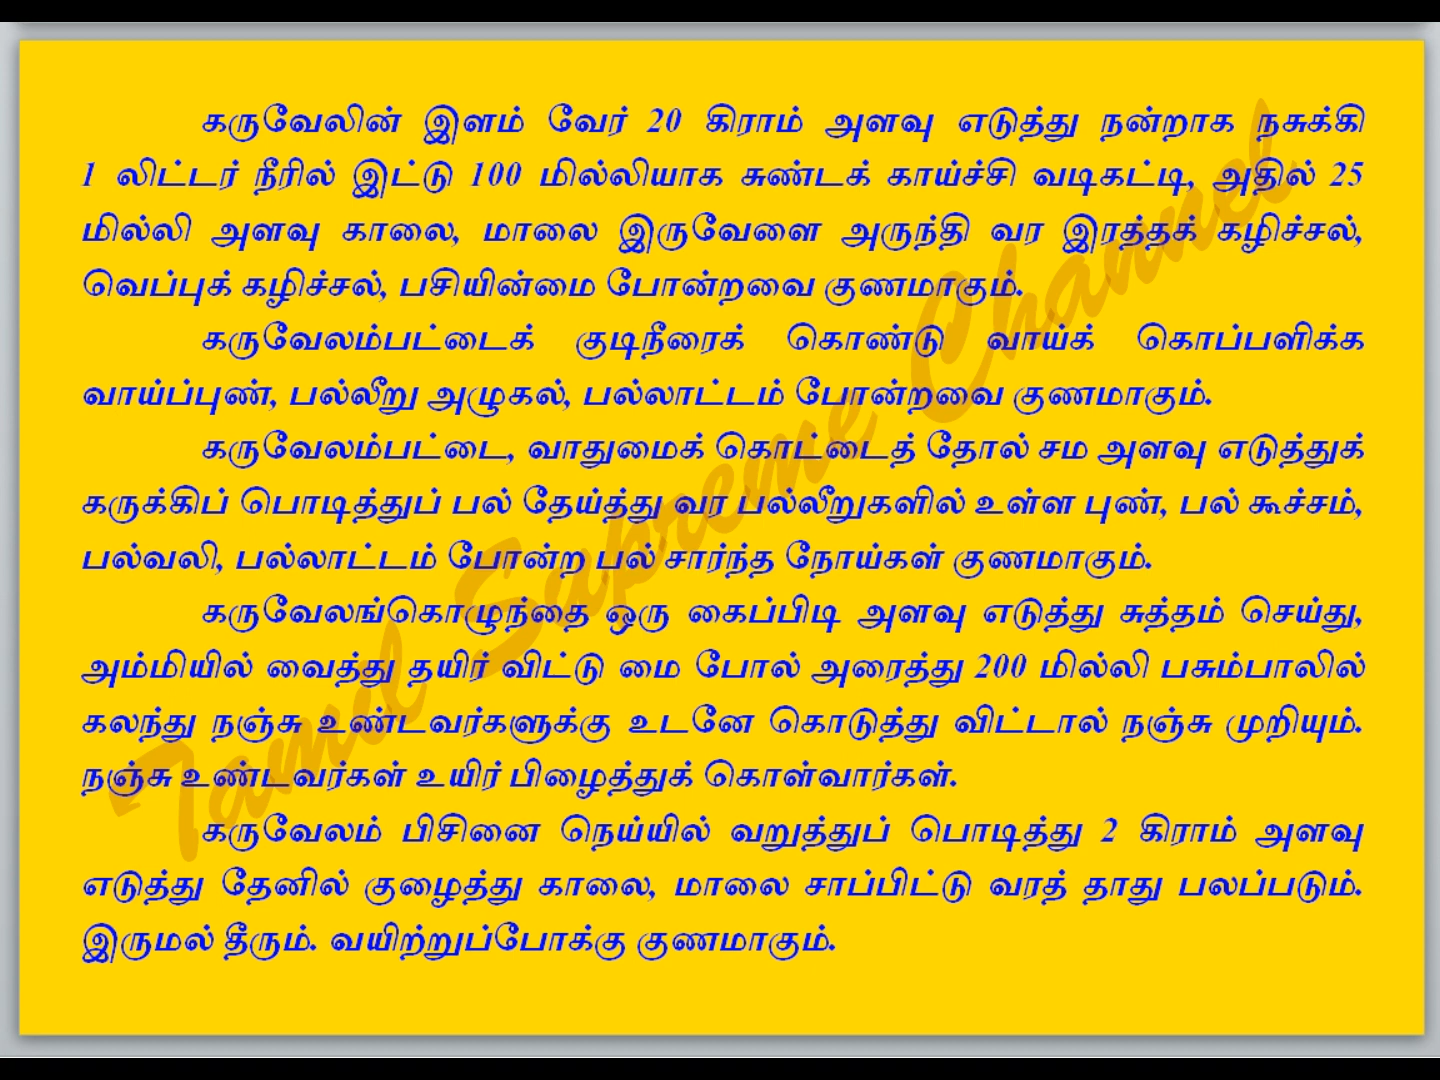 கருவேலின் இளம் வேர் 20 கிராம் அளவு எடுத்து நன்றாக நசுக்கி
1 லிட்டர் நீரில் இட்டு 100 மில்லியாக சுண்டக் காய்ச்சி வடிகட்டி, அதில் 25
மில்லி அளவு காலை, மாலை இருவேளை அருந்தி வர இரத்தக் கழிச்சல்,
வெப்புக் கழிச்சல், பசியின்மை போன்றவை குணமாகும்.
கருவேலம்பட்டைக் குடிநீரைக் கொண்டு வாய்க் கொப்பளிக்க
வாய்ப்புண், பல்லீறு அழுகல், பல்லாட்டம் போன்றவை குணமாகும்.
கருவேலம்பட்டை, வாதுமைக் கொட்டைத் தோல் சம அளவு எடுத்துக்
கருக்கிப் பொடித்துப் பல் தேய்த்து வர பல்லீறுகளில் உள்ள புண், பல் கூச்சம்,
பல்வலி, பல்லாட்டம் போன்ற பல் சார்ந்த நோய்கள் குணமாகும்.
கருவேலங்கொழுந்தை ஒரு கைப்பிடி அளவு எடுத்து சுத்தம் செய்து,
அம்மியில் வைத்து தயிர் விட்டு மை போல் அரைத்து 200 மில்லி பசும்பாலில்
கலந்து நஞ்சு உண்டவர்களுக்கு உடனே கொடுத்து விட்டால் நஞ்சு முறியும்.
நஞ்சு உண்டவர்கள் உயிர் பிழைத்துக் கொள்வார்கள்.
கருவேலம் பிசினை நெய்யில் வறுத்துப் பொடித்து 2 கிராம் அளவு
எடுத்து தேனில் குழைத்து காலை, மாலை சாப்பிட்டு வரத் தாது பலப்படும்.
இருமல் தீரும். வயிற்றுப்போக்கு குணமாகும்.
Tamil Supreme Channel